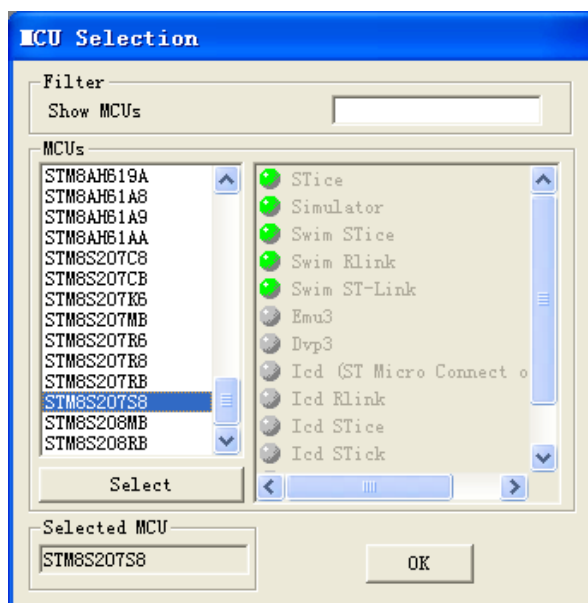 MCU Selection
Filter
Show MCUs
MCUs
STM8AH619A
STM8AH61A8
STM8AH61A9
STM8AH61AA
STM8S207C8
STM8S207CB
STM8S207K6
STM8S207MB
STM8S207R6
STM8S207R8
STM8S207RB
STM8S207S8
STM8S208MB
STM8S208RB
STice
Simulator
Swim STice
Swim Rlink
Swim ST-Link
Emu3
Dvp3
Icd (ST Micro Connect o
Icd Rlink
Icd STice
Icd STick
Select
Selected MCU
STM8S207S8
OK